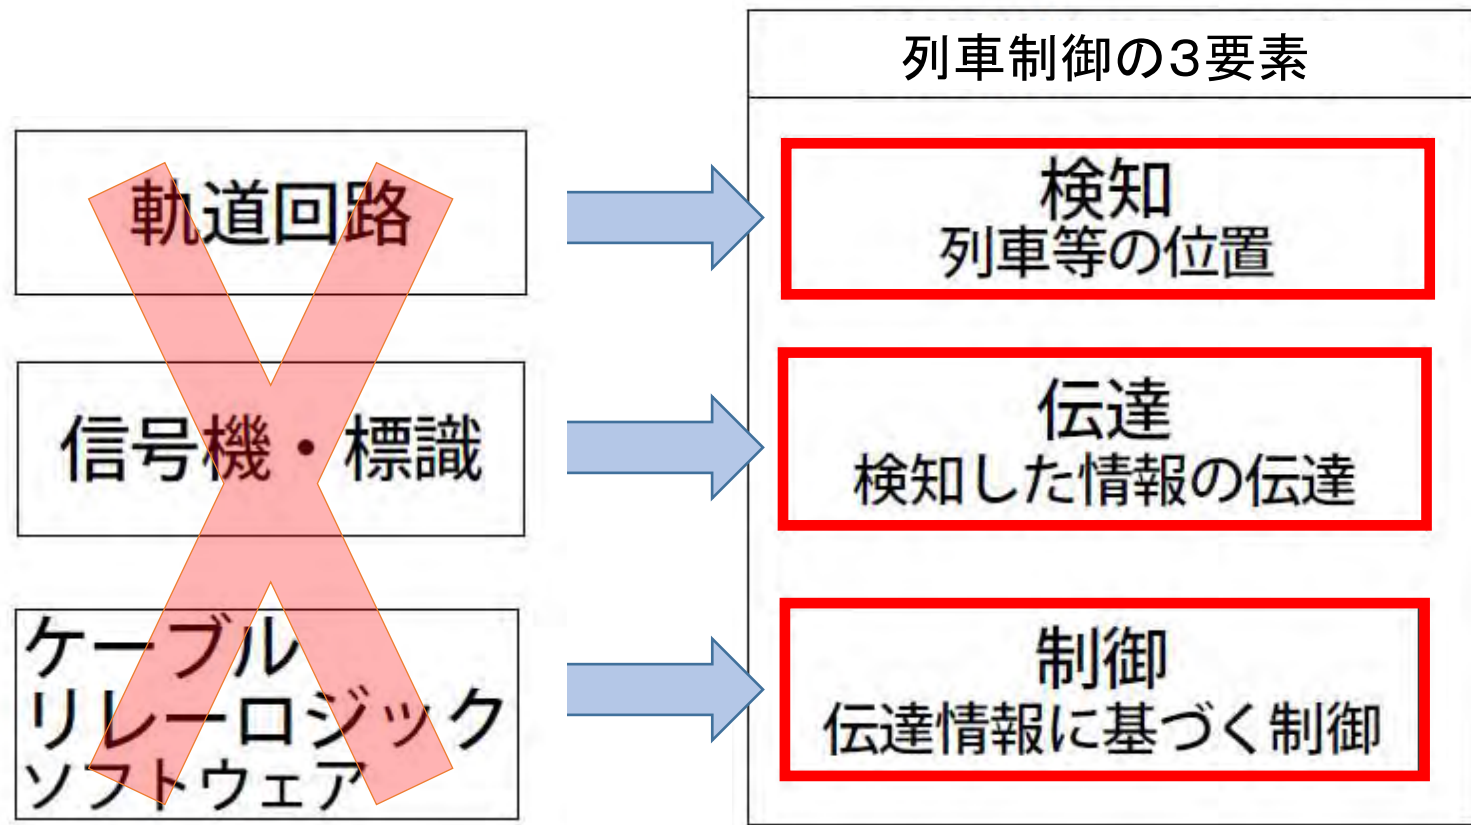 列車制御の3要素
軌道回路
検知
列車等の位置
信号機・標識
伝達
検知した情報の伝達
ケーブル
リレーロジック
ソフトウェア
制御
伝達情報に基づく制御